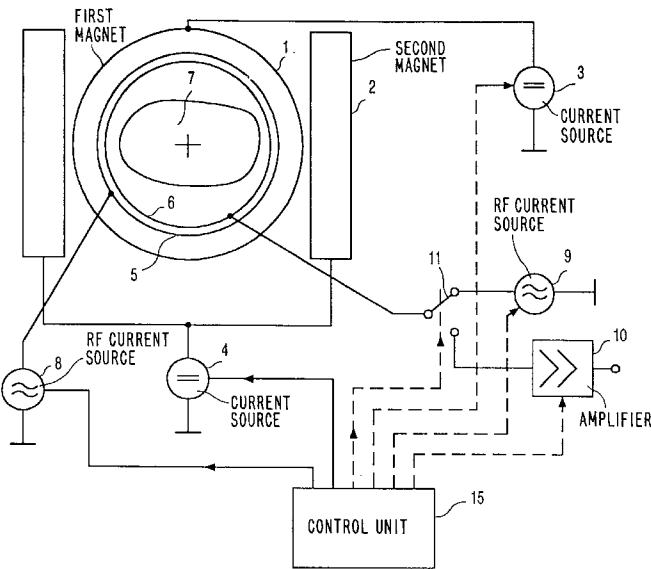 FIRST
MAGNET
1
SECOND
MAGNET
2
7
3
CURRENT
SOURCE
6
5
RF CURRENT
SOURCE
9
11
10
AMPLIFIER
RF CURRENT
SOURCE
8
4
CURRENT
SOURCE
CONTROL UNIT
15